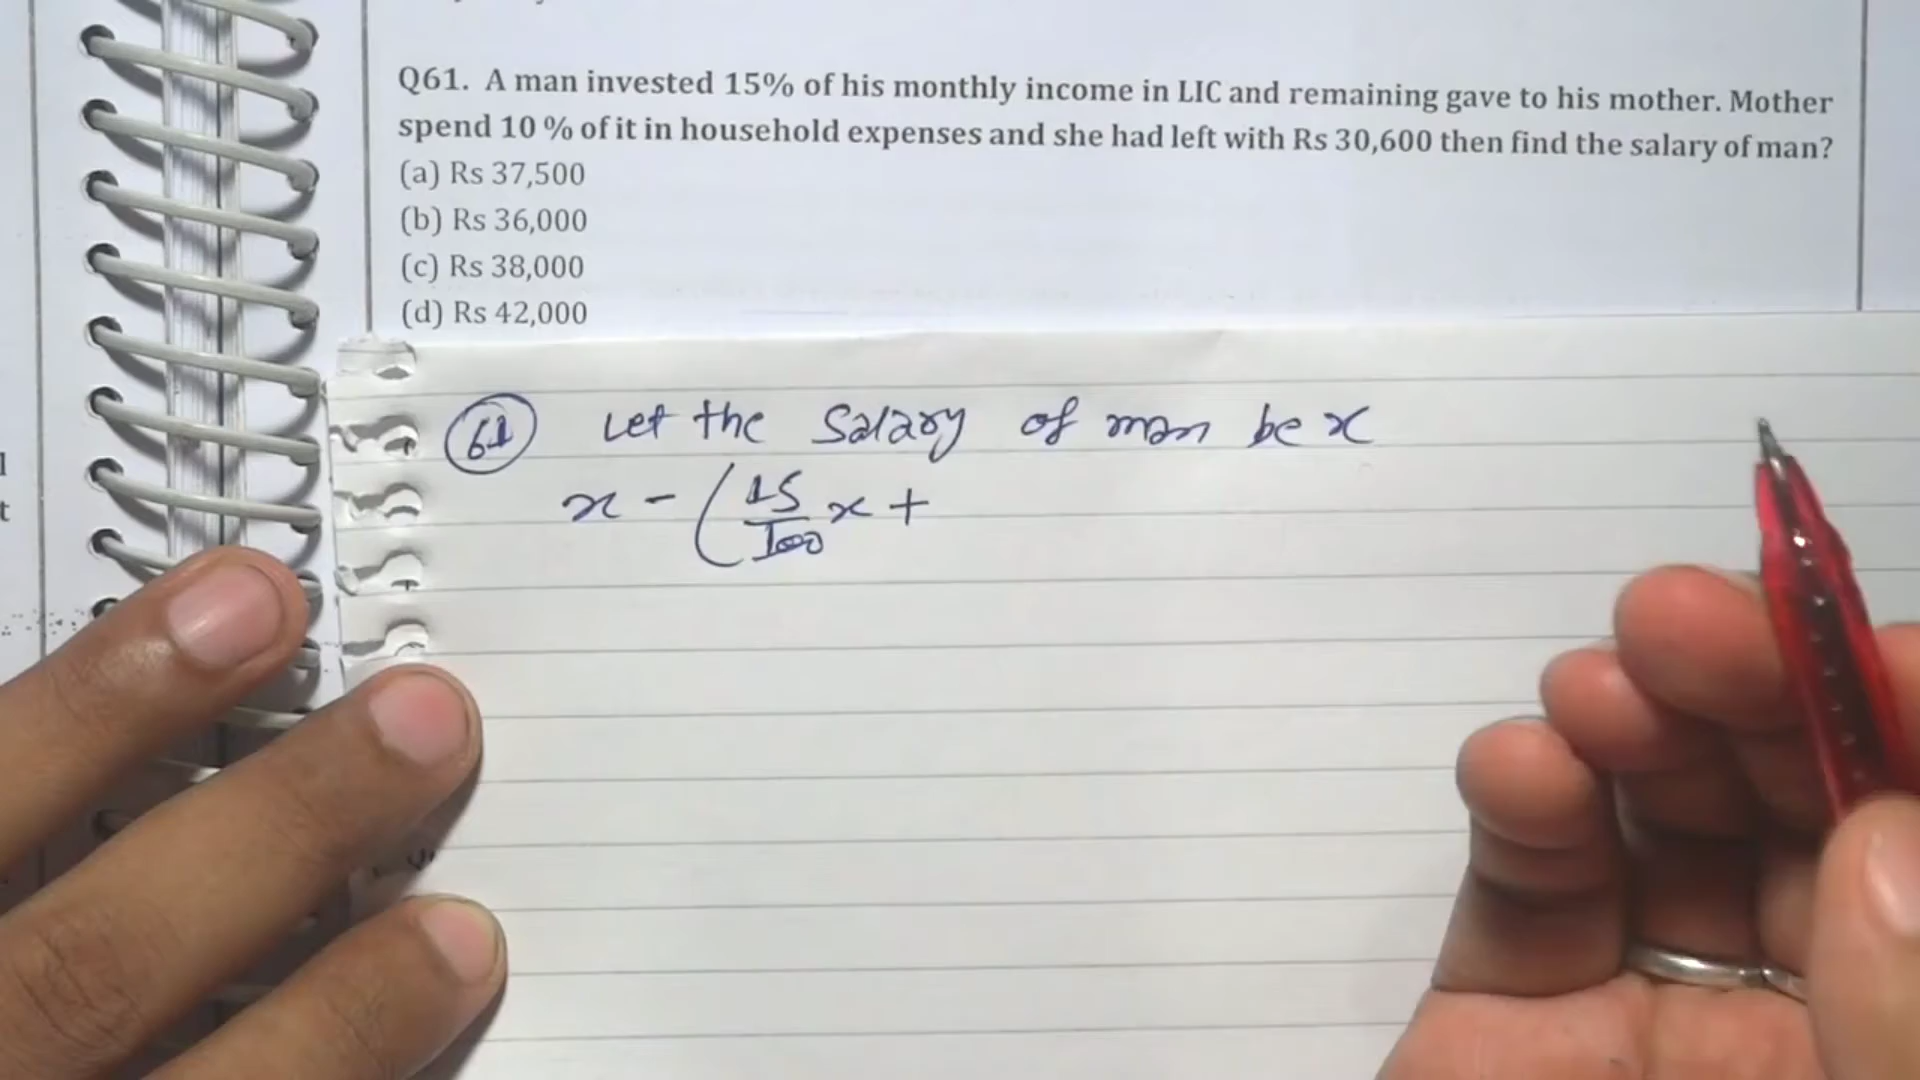 Q61. A man invested 15% of his monthly income in LIC and remaining gave to his mother. Mother
spend 10 % of it in household expenses and she had left with Rs 30,600 then find the salary of man?
(a) Rs 37,500
(b) Rs 36,000
(c) Rs 38,000
(d) Rs 42,000
61 Let the Salary of man be x
x - ( 15/100 x +
l
t